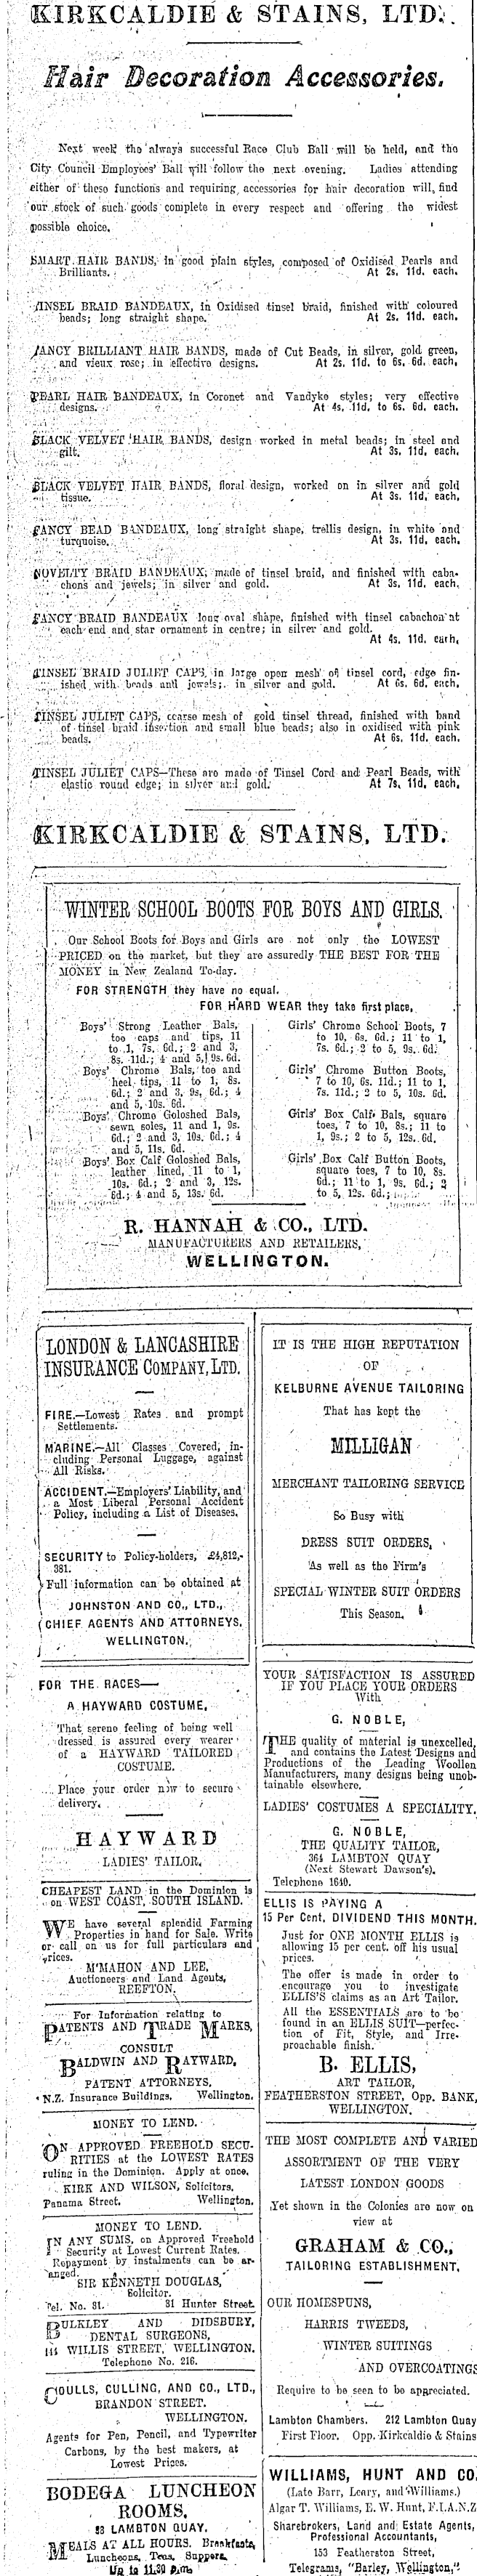 KIRKCALDIE & STAINS, LTD.
Hair Decoration Accessories.
Next week the always successful Race Club Ball will be held, and the
City Council Employees' Ball will follow the next evening. Ladies attending
either of these functions and requiring accessories for hair decoration will find
our stock of such goods complete in every respect and offering the widest
possible choice.
SMART HAIR BANDS, in good plain styles, composed of Oxidised Pearls and
Brilliants. At 2s. 11d. each.
TINSEL BRAID BANDEAUX, in Oxidised tinsel braid, finished with coloured
beads; long straight shape. At 2s. 11d. each.
FANCY BRILLIANT HAIR BANDS, made of Cut Beads, in silver, gold green,
and vieux rose; in effective designs. At 2s. 11d. to 6s. 6d. each.
PEARL HAIR BANDEAUX, in Coronet and Vandyke styles; very effective
designs. At 4s. 11d. to 6s. 6d. each.
BLACK VELVET HAIR BANDS, design worked in metal beads; in steel and
gilt. At 3s. 11d. each.
BLACK VELVET HAIR BANDS, floral design, worked on in silver and gold
tissue. At 3s. 11d. each.
FANCY BEAD BANDEAUX, long straight shape, trellis design, in white and
turquoise. At 3s. 11d. each.
NOVELTY BRAID BANDEAUX, made of tinsel braid, and finished with caba-
chons and jewels; in silver and gold. At 3s. 11d. each.
FANCY BRAID BANDEAUX long oval shape, finished with tinsel cabachon at
each end and star ornament in centre; in silver and gold.
At 4s. 11d. each.
TINSEL BRAID JULIET CAPS, in large open mesh of tinsel cord, edge fin-
ished with beads and jewels; in silver and gold. At 6s. 6d. each.
TINSEL JULIET CAPS, coarse mesh of gold tinsel thread, finished with band
of tinsel braid insertion and small blue beads; also in oxidised with pink
beads. At 6s. 11d. each.
TINSEL JULIET CAPS—These are made of Tinsel Cord and Pearl Beads, with
elastic round edge; in silver and gold. At 7s. 11d. each.
KIRKCALDIE & STAINS, LTD.
WINTER SCHOOL BOOTS FOR BOYS AND GIRLS.
Our School Boots for Boys and Girls are not only the LOWEST
PRICED on the market, but they are assuredly THE BEST FOR THE
MONEY in New Zealand To-day.
FOR STRENGTH they have no equal.
FOR HARD WEAR they take first place.
Boys' Strong Leather Bals,
toe caps and tips, 11
to 1, 7s. 6d.; 2 and 3,
8s. 11d.; 4 and 5, 9s. 6d.
Boys' Chrome Bals, toe and
heel tips, 11 to 1, 8s.
6d.; 2 and 3, 9s. 6d.; 4
and 5, 10s. 6d.
Boys' Chrome Goloshed Bals,
sewn soles, 11 and 1, 9s.
6d.; 2 and 3, 10s. 6d.; 4
and 5, 11s. 6d.
Boys' Box Calf Goloshed Bals,
leather lined, 11 to 1,
10s. 6d.; 2 and 3, 12s.
6d.; 4 and 5, 13s. 6d.
Girls' Chrome School Boots, 7
to 10, 6s. 6d.; 11 to 1,
7s. 6d.; 2 to 5, 9s. 6d.
Girls' Chrome Button Boots,
7 to 10, 6s. 11d.; 11 to 1,
7s. 11d.; 2 to 5, 10s. 6d.
Girls' Box Calf Bals, square
toes, 7 to 10, 8s.; 11 to
1, 9s.; 2 to 5, 12s. 6d.
Girls' Box Calf Button Boots,
square toes, 7 to 10, 8s.
6d.; 11 to 1, 9s. 6d.; 2
to 5, 12s. 6d.;
R. HANNAH & CO., LTD.
MANUFACTURERS AND RETAILERS,
WELLINGTON.
LONDON & LANCASHIRE
INSURANCE COMPANY, LTD.
FIRE.—Lowest Rates and prompt
Settlements.
MARINE.—All Classes Covered, in-
cluding Personal Luggage, against
All Risks.
ACCIDENT.—Employers' Liability, and
a Most Liberal Personal Accident
Policy, including a List of Diseases.
SECURITY to Policy-holders, £4,812,-
381.
Full information can be obtained at
JOHNSTON AND CO., LTD.,
CHIEF AGENTS AND ATTORNEYS,
WELLINGTON.
FOR THE RACES—
A HAYWARD COSTUME.
That serene feeling of being well
dressed is assured every wearer
of a HAYWARD TAILORED
COSTUME.
Place your order now to secure
delivery.
HAYWARD
LADIES' TAILOR.
CHEAPEST LAND in the Dominion is
on WEST COAST, SOUTH ISLAND.
WE have several splendid Farming
Properties in hand for Sale. Write
or call on us for full particulars and
prices.
M'MAHON AND LEE,
Auctioneers and Land Agents,
REEFTON.
For Information relating to
PATENTS AND TRADE MARKS,
CONSULT
BALDWIN AND RAYWARD,
PATENT ATTORNEYS,
N.Z. Insurance Buildings, Wellington.
MONEY TO LEND.
ON APPROVED FREEHOLD SECU-
RITIES at the LOWEST RATES
ruling in the Dominion. Apply at once.
KIRK AND WILSON, Solicitors,
Panama Street, Wellington.
MONEY TO LEND.
IN ANY SUMS, on Approved Freehold
Security at Lowest Current Rates.
Repayment by instalments can be ar-
anged.
SIR KENNETH DOUGLAS,
Solicitor.
Tel. No. 31. 31 Hunter Street.
BULKLEY AND DIDSBURY,
DENTAL SURGEONS,
WILLIS STREET, WELLINGTON.
Telephone No. 216.
COULLS, CULLING, AND CO., LTD.,
BRANDON STREET,
WELLINGTON.
Agents for Pen, Pencil, and Typewriter
Carbons, by the best makers, at
Lowest Prices.
BODEGA LUNCHEON
ROOMS,
83 LAMBTON QUAY.
MEALS AT ALL HOURS. Breakfasts,
Luncheons, Teas, Suppers,
Up to 11.30 p.m.
IT IS THE HIGH REPUTATION
OF
KELBURNE AVENUE TAILORING
That has kept the
MILLIGAN
MERCHANT TAILORING SERVICE
So Busy with
DRESS SUIT ORDERS,
As well as the Firm's
SPECIAL WINTER SUIT ORDERS
This Season.
YOUR SATISFACTION IS ASSURED
IF YOU PLACE YOUR ORDERS
With
G. NOBLE,
THE quality of material is unexcelled,
and contains the Latest Designs and
Productions of the Leading Woollen
Manufacturers, many designs being unob-
tainable elsewhere.
LADIES' COSTUMES A SPECIALITY.
G. NOBLE,
THE QUALITY TAILOR,
36¼ LAMBTON QUAY
(Next Stewart Dawson's).
Telephone 1640.
ELLIS IS PAYING A
15 Per Cent. DIVIDEND THIS MONTH.
Just for ONE MONTH ELLIS is
allowing 15 per cent. off his usual
prices.
The offer is made in order to
encourage you to investigate
ELLIS'S claims as an Art Tailor.
All the ESSENTIALS are to be
found in an ELLIS SUIT—perfec-
tion of Fit, Style, and Irre-
proachable finish.
B. ELLIS,
ART TAILOR,
FEATHERSTON STREET, Opp. BANK,
WELLINGTON.
THE MOST COMPLETE AND VARIED
ASSORTMENT OF THE VERY
LATEST LONDON GOODS
Yet shown in the Colonies are now on
view at
GRAHAM & CO.,
TAILORING ESTABLISHMENT.
OUR HOMESPUNS,
HARRIS TWEEDS,
WINTER SUITINGS
AND OVERCOATINGS
Require to be seen to be appreciated.
Lambton Chambers. 212 Lambton Quay
First Floor. Opp. Kirkcaldie & Stains
WILLIAMS, HUNT AND CO
(Late Barr, Leary, and Williams.)
Algar T. Williams, E. W. Hunt, F.I.A.N.Z
Sharebrokers, Land and Estate Agents,
Professional Accountants,
153 Featherston Street,
Telegrams, "Barley, Wellington."